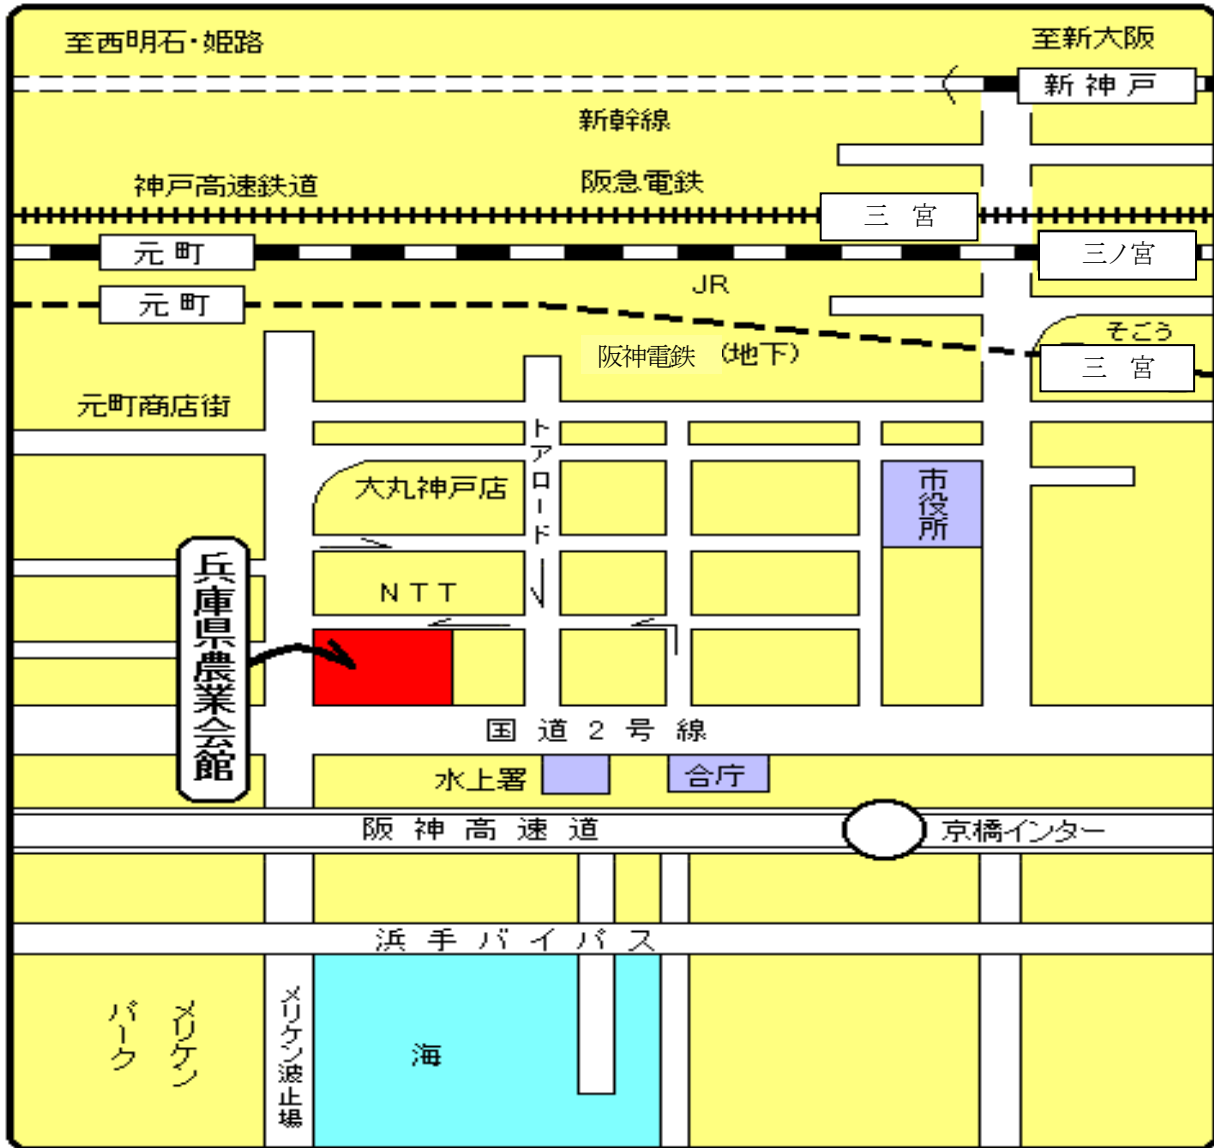 至西明石・姫路
至新大阪
新神戸
新幹線
神戸高速鉄道
阪急電鉄
三 宮
元町
三ノ宮
JR
元町
そごう
阪神電鉄 (地下)
三 宮
元町商店街
トアロード
大丸神戸店
市役所
兵庫県農業会館
NTT
国道2号線
水上署
合庁
阪神高速道
京橋インター
浜手バイパス
メリケン
パーク
メリケン波止場
海